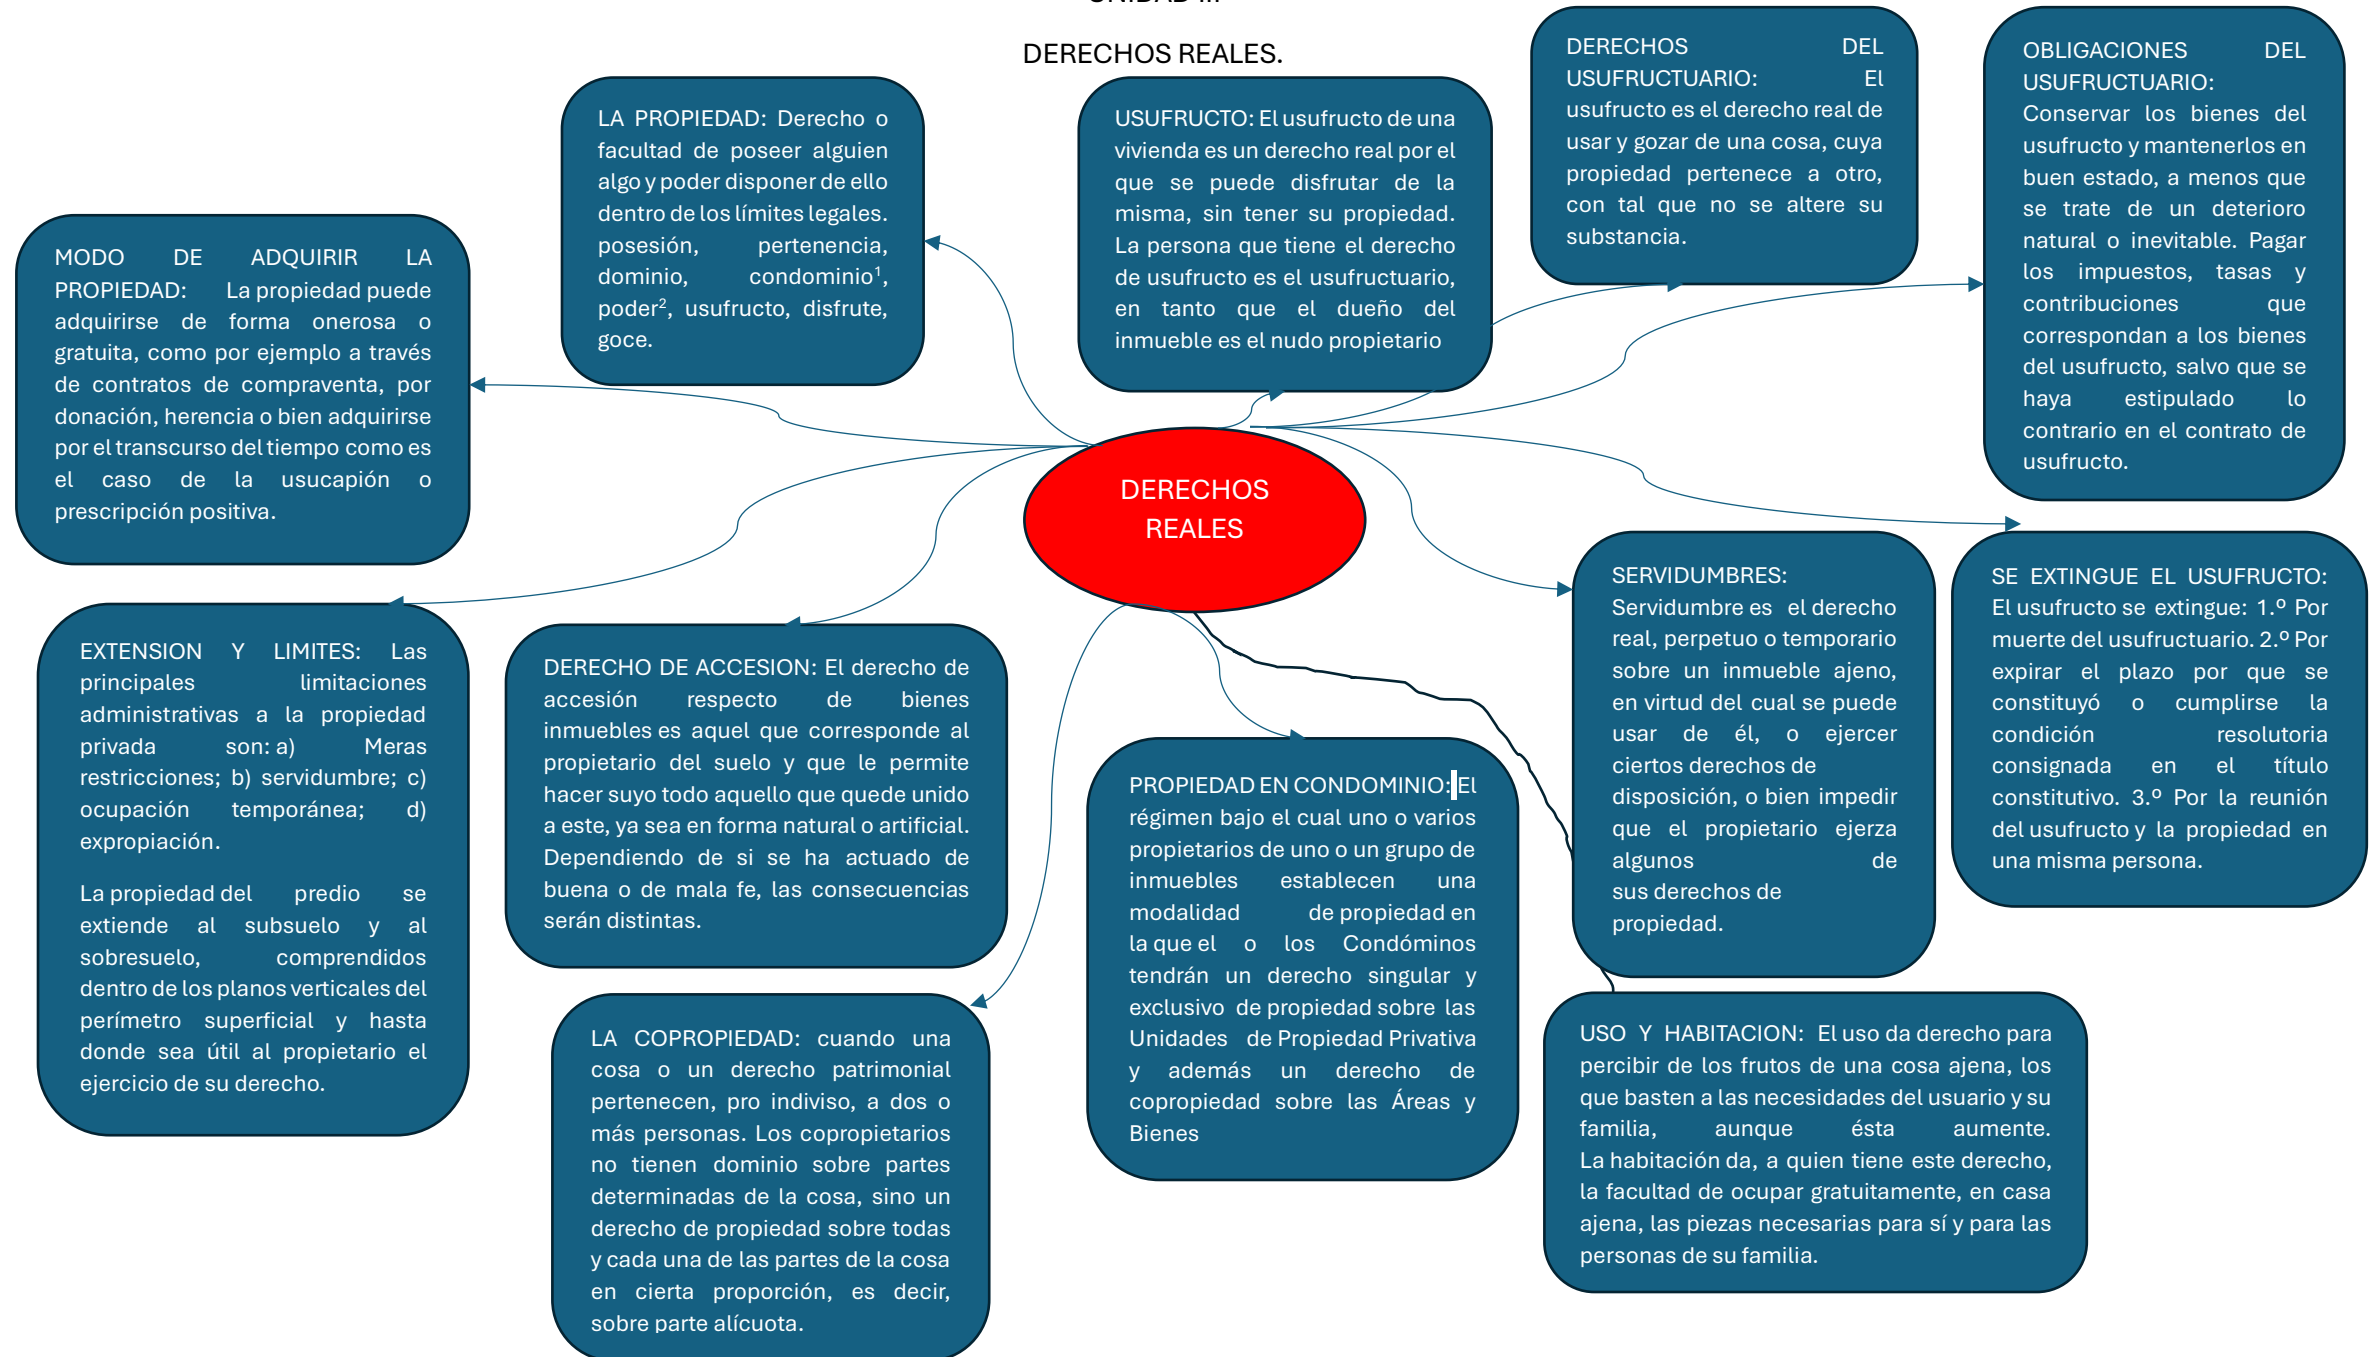 UNIDAD III
DERECHOS REALES.
LA PROPIEDAD: Derecho o
facultad de poseer alguien
algo y poder disponer de ello
dentro de los límites legales.
posesión, pertenencia,
dominio, condominio1,
poder2, usufructo, disfrute,
goce.
USUFRUCTO: El usufructo de una
vivienda es un derecho real por el
que se puede disfrutar de la
misma, sin tener su propiedad.
La persona que tiene el derecho
de usufructo es el usufructuario,
en tanto que el dueño del
inmueble es el nudo propietario
DERECHOS DEL
USUFRUCTUARIO: El
usufructo es el derecho real de
usar y gozar de una cosa, cuya
propiedad pertenece a otro,
con tal que no se altere su
substancia.
OBLIGACIONES DEL
USUFRUCTUARIO:
Conservar los bienes del
usufructo y mantenerlos en
buen estado, a menos que
se trate de un deterioro
natural o inevitable. Pagar
los impuestos, tasas y
contribuciones que
correspondan a los bienes
del usufructo, salvo que se
haya estipulado lo
contrario en el contrato de
usufructo.
MODO DE ADQUIRIR LA
PROPIEDAD: La propiedad puede
adquirirse de forma onerosa o
gratuita, como por ejemplo a través
de contratos de compraventa, por
donación, herencia o bien adquirirse
por el transcurso del tiempo como es
el caso de la usucapión o
prescripción positiva.
DERECHOS
REALES
EXTENSION Y LIMITES: Las
principales limitaciones
administrativas a la propiedad
privada son: a) Meras
restricciones; b) servidumbre; c)
ocupación temporánea; d)
expropiación.
La propiedad del predio se
extiende al subsuelo y al
sobresuelo, comprendidos
dentro de los planos verticales del
perímetro superficial y hasta
donde sea útil al propietario el
ejercicio de su derecho.
DERECHO DE ACCESION: El derecho de
accesión respecto de bienes
inmuebles es aquel que corresponde al
propietario del suelo y que le permite
hacer suyo todo aquello que quede unido
a este, ya sea en forma natural o artificial.
Dependiendo de si se ha actuado de
buena o de mala fe, las consecuencias
serán distintas.
SERVIDUMBRES:
Servidumbre es el derecho
real, perpetuo o temporario
sobre un inmueble ajeno,
en virtud del cual se puede
usar de él, o ejercer
ciertos derechos de
disposición, o bien impedir
que el propietario ejerza
algunos de
sus derechos de
propiedad.
SE EXTINGUE EL USUFRUCTO:
El usufructo se extingue: 1.º Por
muerte del usufructuario. 2.º Por
expirar el plazo por que se
constituyó o cumplirse la
condición resolutoria
consignada en el título
constitutivo. 3.º Por la reunión
del usufructo y la propiedad en
una misma persona.
PROPIEDAD EN CONDOMINIO: El
régimen bajo el cual uno o varios
propietarios de uno o un grupo de
inmuebles establecen una
modalidad de propiedad en
la que el o los Condóminos
tendrán un derecho singular y
exclusivo de propiedad sobre las
Unidades de Propiedad Privativa
y además un derecho de
copropiedad sobre las Áreas y
Bienes
LA COPROPIEDAD: cuando una
cosa o un derecho patrimonial
pertenecen, pro indiviso, a dos o
más personas. Los copropietarios
no tienen dominio sobre partes
determinadas de la cosa, sino un
derecho de propiedad sobre todas
y cada una de las partes de la cosa
en cierta proporción, es decir,
sobre parte alícuota.
USO Y HABITACION: El uso da derecho para
percibir de los frutos de una cosa ajena, los
que basten a las necesidades del usuario y su
familia, aunque ésta aumente.
La habitación da, a quien tiene este derecho,
la facultad de ocupar gratuitamente, en casa
ajena, las piezas necesarias para sí y para las
personas de su familia.